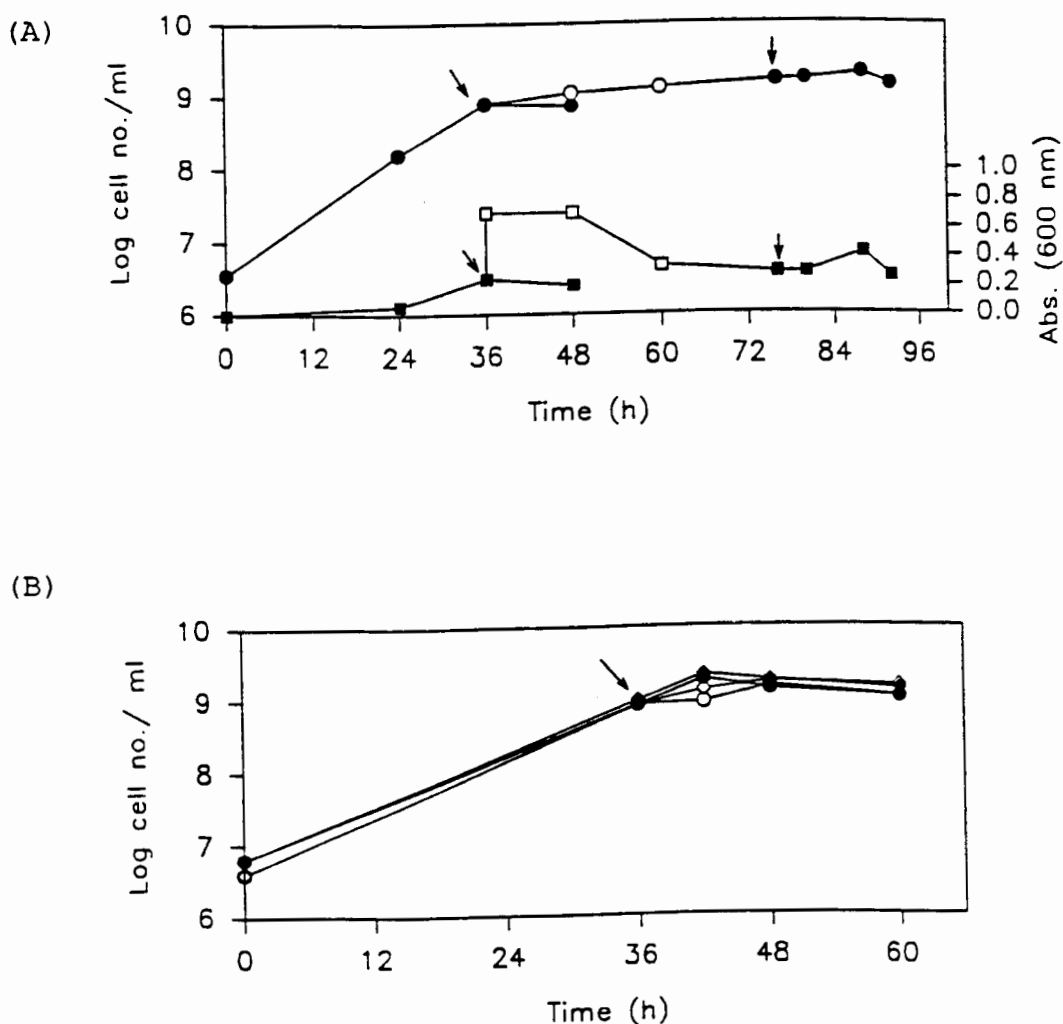 (A)
Log cell no./ml
10
9
8
7
6
1.0
0.8
0.6
0.4
0.2
0.0
Abs. (600 nm)
0 12 24 36 48 60 72 84 96
Time (h)
(B)
Log cell no./ ml
10
9
8
7
6
0 12 24 36 48 60
Time (h)